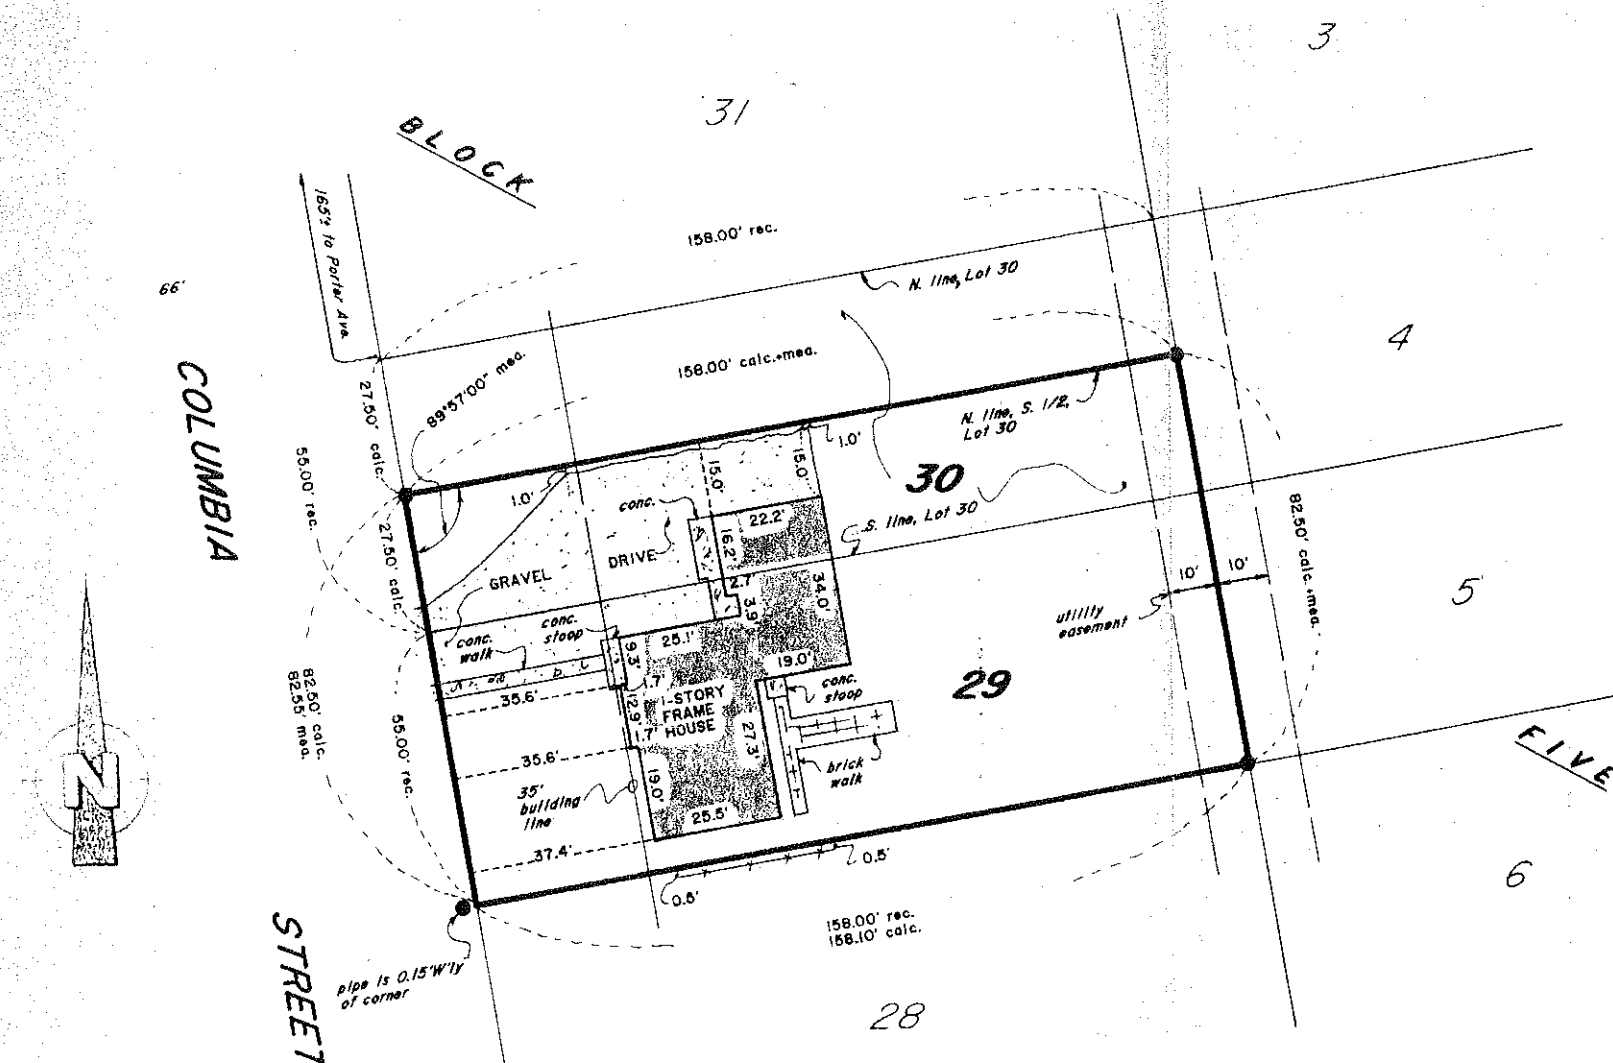 3
31
BLOCK
165'± to Porter Ave.
158.00' rec.
66'
N. line, Lot 30
COLUMBIA
27.50' calc.
89°57'00" mea.
158.00' calc.+mea.
4
N. line, S. 1/2,
Lot 30
1.0'
55.00' rec.
27.50' calc.
1.0'
15.0'
15.0'
30
conc.
22.2'
S. line, Lot 30
82.50' calc.+mea.
DRIVE
16.2'
GRAVEL
2.7'
3.9'
34.0'
10'
10'
5
utility
easement
conc.
stoop
conc.
walk
25.1'
9.3'
19.0'
29
82.50' calc.
82.55' mea.
55.00' rec.
35.6'
1.7'
1-STORY
FRAME
HOUSE
conc.
stoop
12.9'
1.7'
27.3'
35.6'
brick
walk
FIVE
N
35'
building
line
19.0'
25.5'
37.4'
0.5'
0.5'
6
158.00' rec.
158.10' calc.
STREET
pipe is 0.15'W'ly
of corner
28